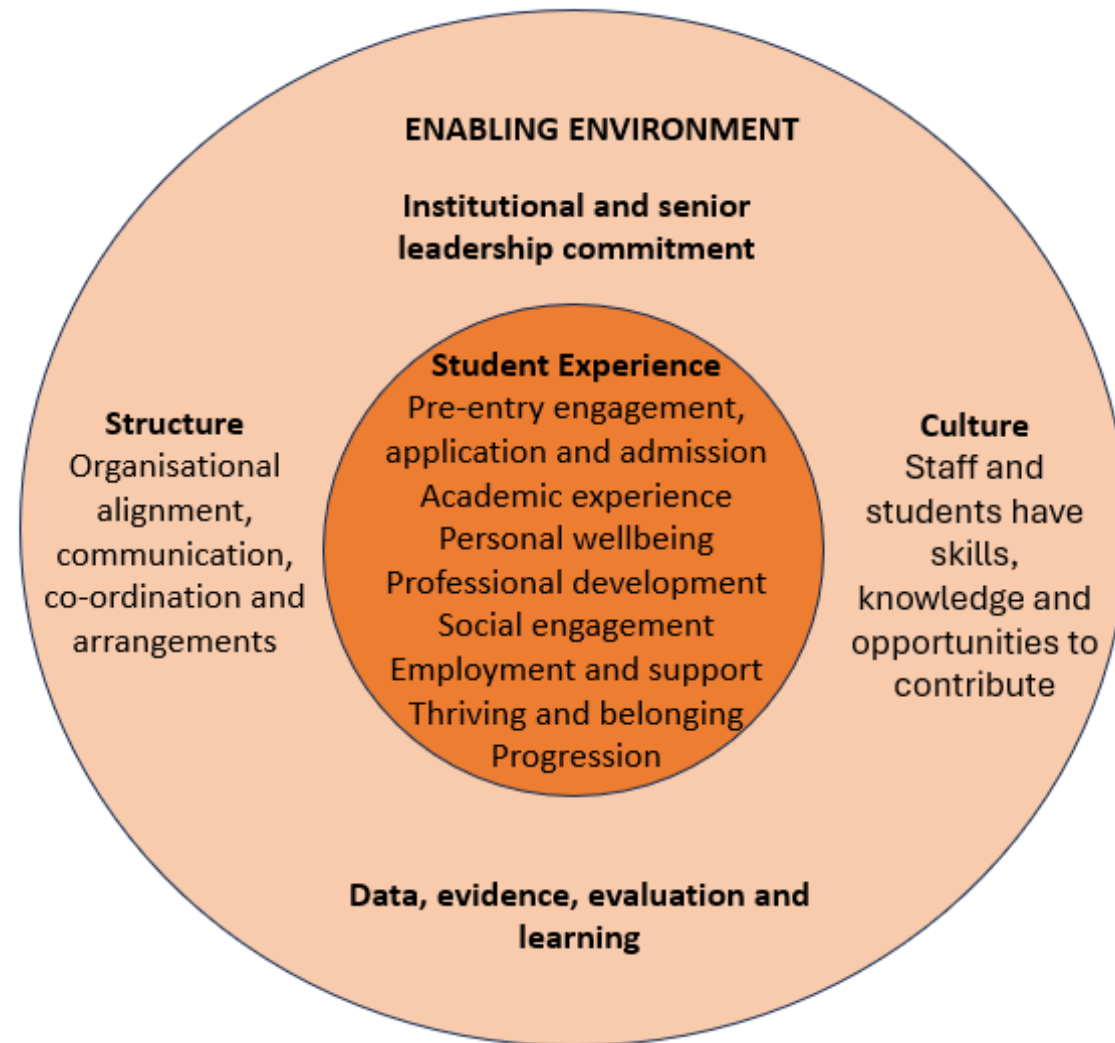 ENABLING ENVIRONMENT
Institutional and senior
leadership commitment
Structure
Organisational
alignment,
communication,
co-ordination and
arrangements
Student Experience
Pre-entry engagement,
application and admission
Academic experience
Personal wellbeing
Professional development
Social engagement
Employment and support
Thriving and belonging
Progression
Culture
Staff and
students have
skills,
knowledge and
opportunities to
contribute
Data, evidence, evaluation and
learning